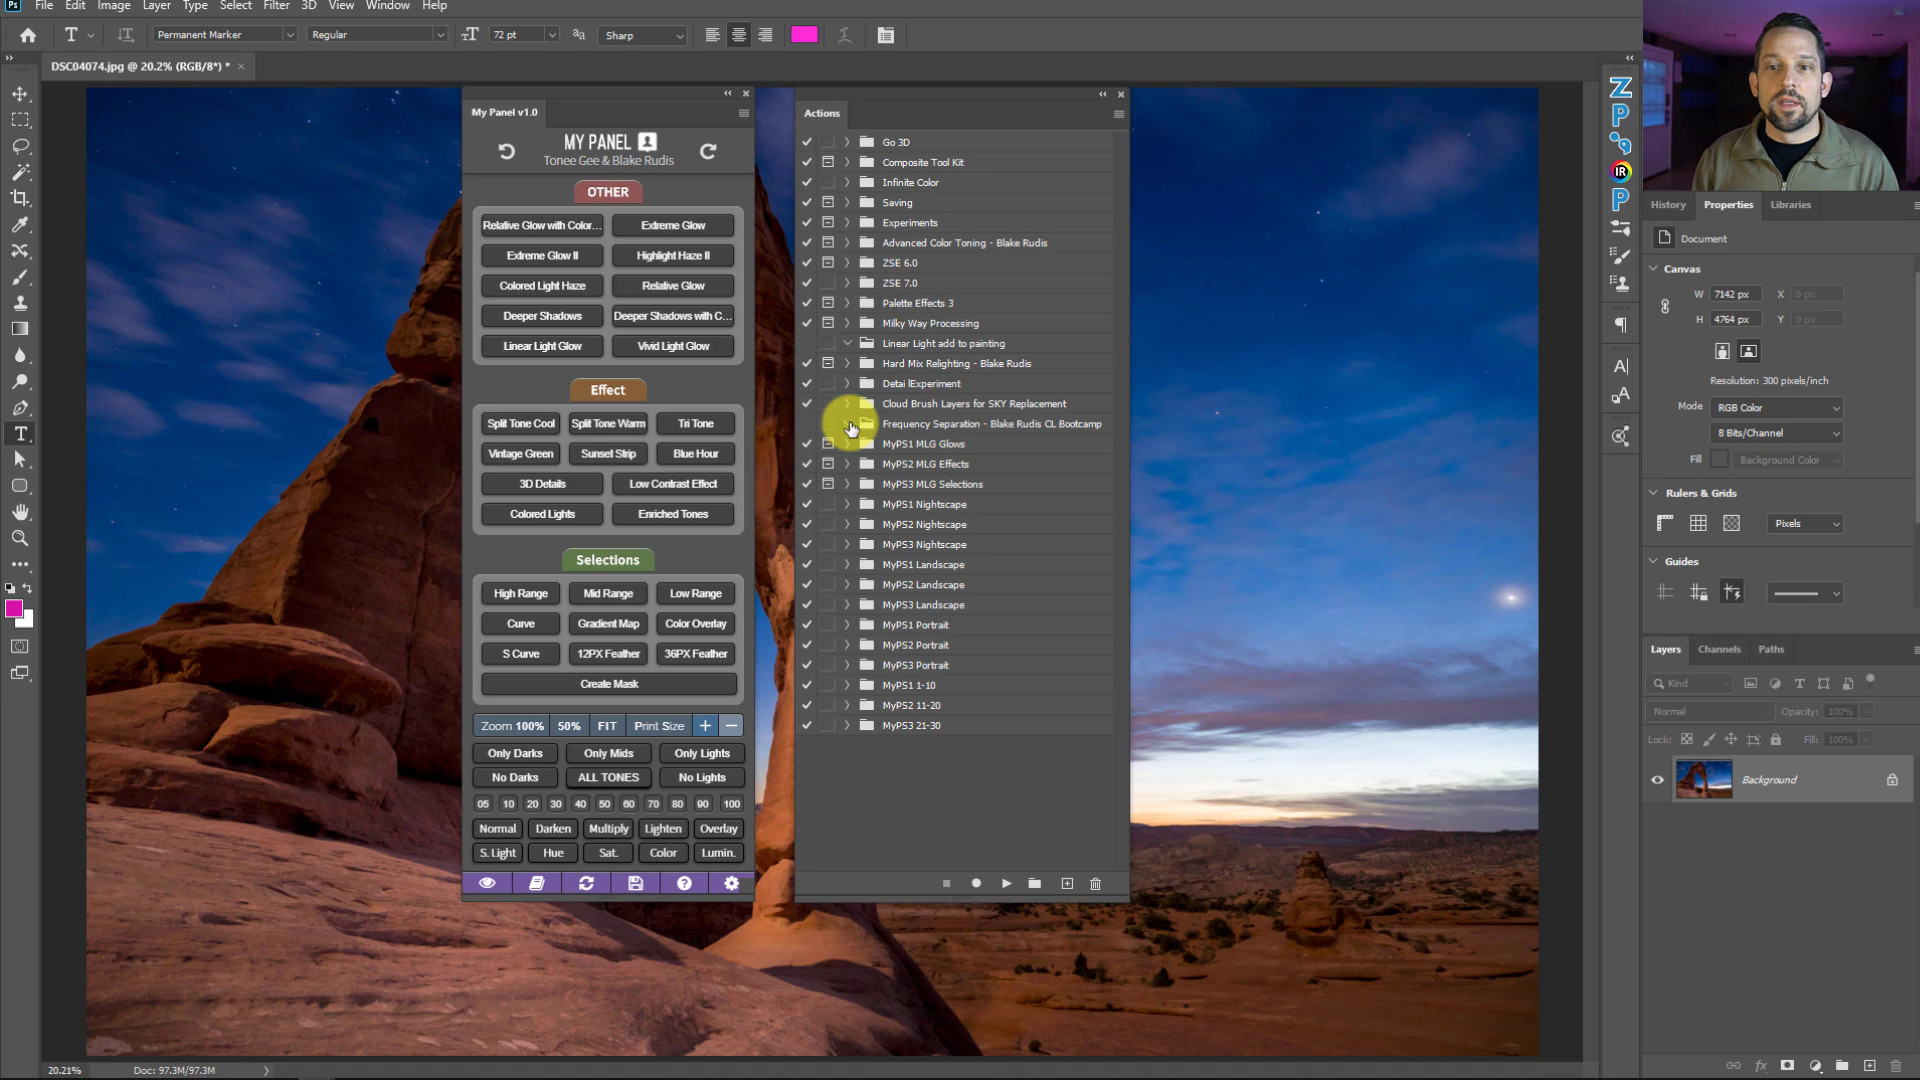 Ps File Edit Image Layer Type Select Filter 3D View Window Help
Permanent Marker Regular 72 pt Sharp
DSC04074.jpg @ 20.2% (RGB/8*) * ×
My Panel v1.0
MY PANEL
Tonee Gee & Blake Rudis
OTHER
Relative Glow with Color... Extreme Glow
Extreme Glow II Highlight Haze II
Colored Light Haze Relative Glow
Deeper Shadows Deeper Shadows with C...
Linear Light Glow Vivid Light Glow
Effect
Split Tone Cool Split Tone Warm Tri Tone
Vintage Green Sunset Strip Blue Hour
3D Details Low Contrast Effect
Colored Lights Enriched Tones
Selections
High Range Mid Range Low Range
Curve Gradient Map Color Overlay
S Curve 12PX Feather 36PX Feather
Create Mask
Zoom 100% 50% FIT Print Size + −
Only Darks Only Mids Only Lights
No Darks ALL TONES No Lights
05 10 20 30 40 50 60 70 80 90 100
Normal Darken Multiply Lighten Overlay
S. Light Hue Sat. Color Lumin.
Actions
Go 3D
Composite Tool Kit
Infinite Color
Saving
Experiments
Advanced Color Toning - Blake Rudis
ZSE 6.0
ZSE 7.0
Palette Effects 3
Milky Way Processing
Linear Light add to painting
Hard Mix Relighting - Blake Rudis
Detai lExperiment
Cloud Brush Layers for SKY Replacement
Frequency Separation - Blake Rudis CL Bootcamp
MyPS1 MLG Glows
MyPS2 MLG Effects
MyPS3 MLG Selections
MyPS1 Nightscape
MyPS2 Nightscape
MyPS3 Nightscape
MyPS1 Landscape
MyPS2 Landscape
MyPS3 Landscape
MyPS1 Portrait
MyPS2 Portrait
MyPS3 Portrait
MyPS1 1-10
MyPS2 11-20
MyPS3 21-30
Z
P
IR
P
History Properties Libraries
Document
Canvas
W 7142 px X 0 px
H 4764 px Y 0 px
Resolution: 300 pixels/inch
Mode RGB Color
8 Bits/Channel
Fill Background Color
Rulers & Grids
Pixels
Guides
Layers Channels Paths
Kind
Normal Opacity: 100%
Lock: Fill: 100%
Background
fx
20.21% Doc: 97.3M/97.3M